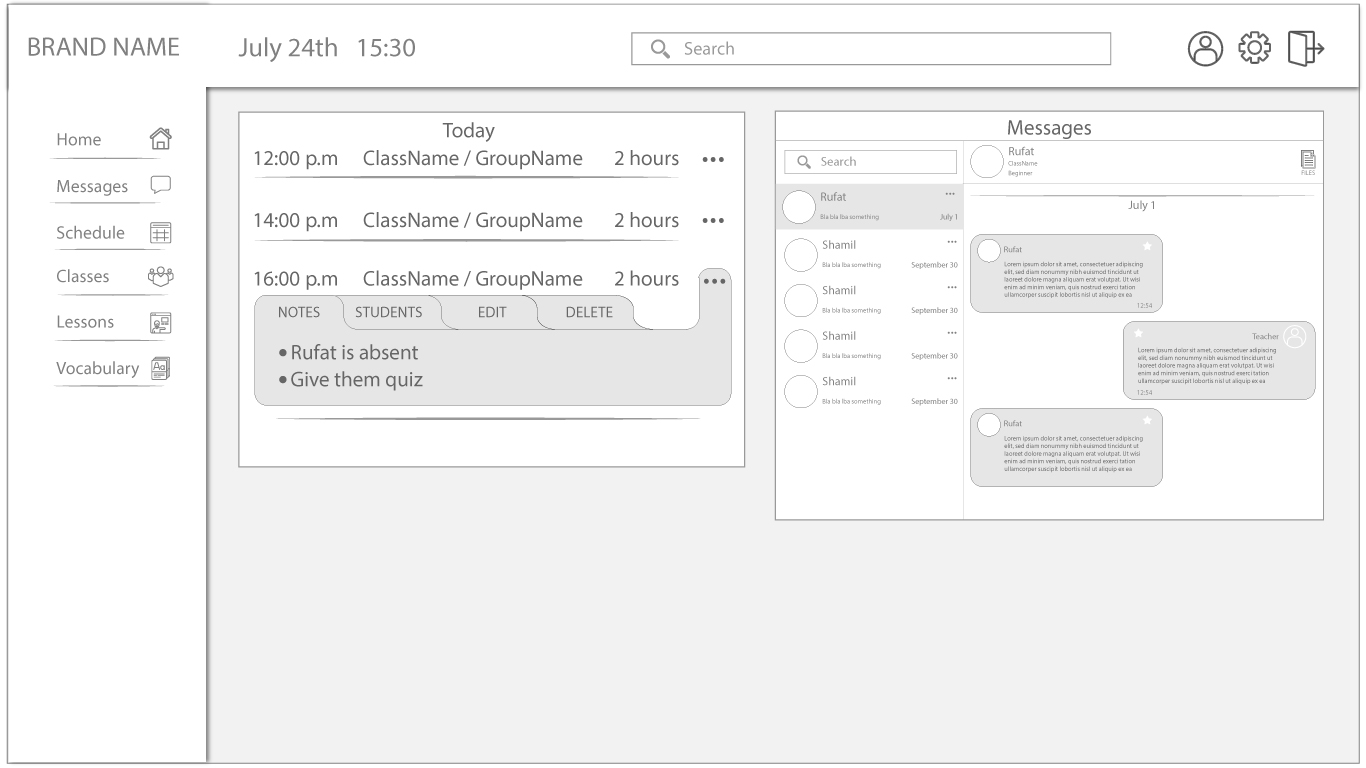 BRAND NAME
July 24th 15:30
Search
Home
Messages
Schedule
Classes
Lessons
Vocabulary
Today
12:00 p.m ClassName / GroupName 2 hours •••
14:00 p.m ClassName / GroupName 2 hours •••
16:00 p.m ClassName / GroupName 2 hours •••
NOTES STUDENTS EDIT DELETE
• Rufat is absent
• Give them quiz
Messages
Search
Rufat •••
Bla bla lba something July 1
Shamil •••
Bla bla lba something September 30
Shamil •••
Bla bla lba something September 30
Shamil •••
Bla bla lba something September 30
Shamil •••
Bla bla lba something September 30
Rufat
ClassName
Beginner
FILES
July 1
Rufat
Lorem ipsum dolor sit amet, consectetuer adipiscing
elit, sed diam nonummy nibh euismod tincidunt ut
laoreet dolore magna aliquam erat volutpat. Ut wisi
enim ad minim veniam, quis nostrud exerci tation
ullamcorper suscipit lobortis nisl ut aliquip ex ea
12:54
Teacher
Lorem ipsum dolor sit amet, consectetuer adipiscing
elit, sed diam nonummy nibh euismod tincidunt ut
laoreet dolore magna aliquam erat volutpat. Ut wisi
enim ad minim veniam, quis nostrud exerci tation
ullamcorper suscipit lobortis nisl ut aliquip ex ea
12:54
Rufat
Lorem ipsum dolor sit amet, consectetuer adipiscing
elit, sed diam nonummy nibh euismod tincidunt ut
laoreet dolore magna aliquam erat volutpat. Ut wisi
enim ad minim veniam, quis nostrud exerci tation
ullamcorper suscipit lobortis nisl ut aliquip ex ea
Aa